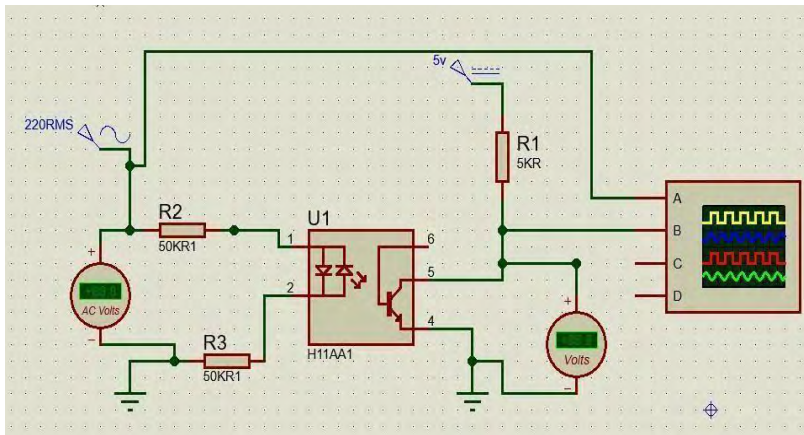 5v
220RMS
R1
5KR
A
R2
U1
50KR1
B
1
6
+
C
5
2
AC Volts
D
4
+
-
R3
H11AA1
50KR1
Volts
-